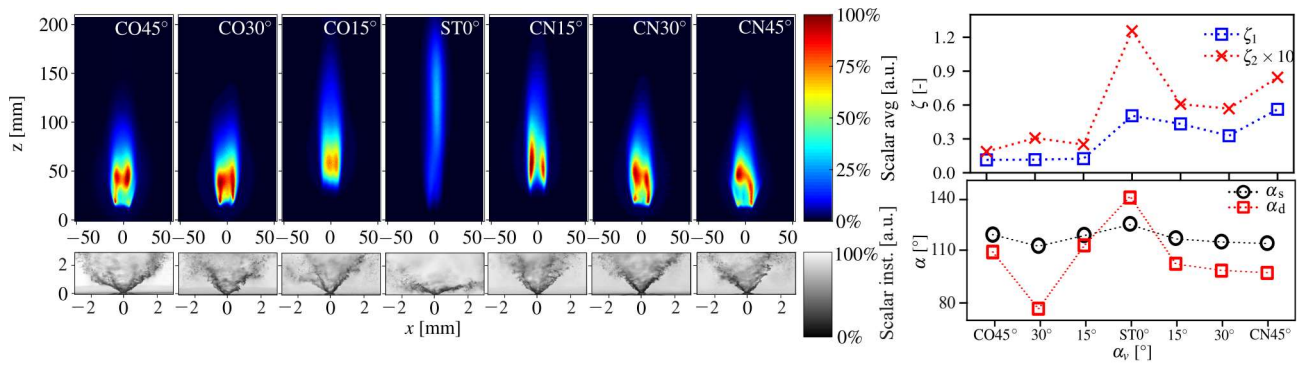 CO45° CO30° CO15° ST0° CN15° CN30° CN45°
200
150
100
50
0
z [mm]
−50 0 50 −50 0 50 −50 0 50 −50 0 50 −50 0 50 −50 0 50 −50 0 50
100%
75%
50%
25%
0%
Scalar avg [a.u.]
2
0
−2 0 2 −2 0 2 −2 0 2 −2 0 2 −2 0 2 −2 0 2 −2 0 2
x [mm]
100%
0%
Scalar inst. [a.u.]
ζ1
ζ2 × 10
1.2
0.9
0.6
0.3
0.0
ζ [-]
αs
αd
140
110
80
α [°]
CO45° 30° 15° ST0° 15° 30° CN45°
αv [°]